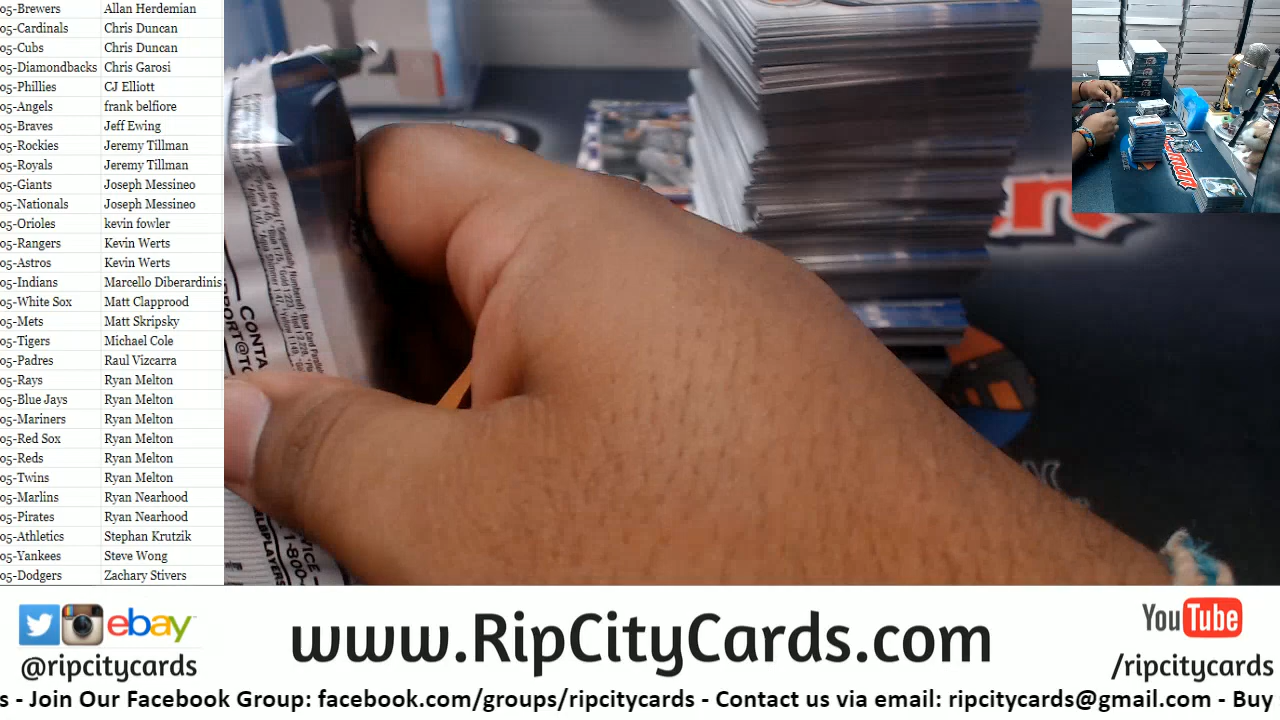 05-Brewers Allan Herdemian
05-Cardinals Chris Duncan
05-Cubs Chris Duncan
05-Diamondbacks Chris Garosi
05-Phillies CJ Elliott
05-Angels frank belfiore
05-Braves Jeff Ewing
05-Rockies Jeremy Tillman
05-Royals Jeremy Tillman
05-Giants Joseph Messineo
05-Nationals Joseph Messineo
05-Orioles kevin fowler
05-Rangers Kevin Werts
05-Astros Kevin Werts
05-Indians Marcello Diberardinis
05-White Sox Matt Clapprood
05-Mets Matt Skripsky
05-Tigers Michael Cole
05-Padres Raul Vizcarra
05-Rays Ryan Melton
05-Blue Jays Ryan Melton
05-Mariners Ryan Melton
05-Red Sox Ryan Melton
05-Reds Ryan Melton
05-Twins Ryan Melton
05-Marlins Ryan Nearhood
05-Pirates Ryan Nearhood
05-Athletics Stephan Krutzik
05-Yankees Steve Wong
05-Dodgers Zachary Stivers
CONTA
PORT@TO
VICE
1-800-
MLBPLAYERS
ebay
@ripcitycards
www.RipCityCards.com
YouTube
/ripcitycards
s - Join Our Facebook Group: facebook.com/groups/ripcitycards - Contact us via email: ripcitycards@gmail.com - Buy